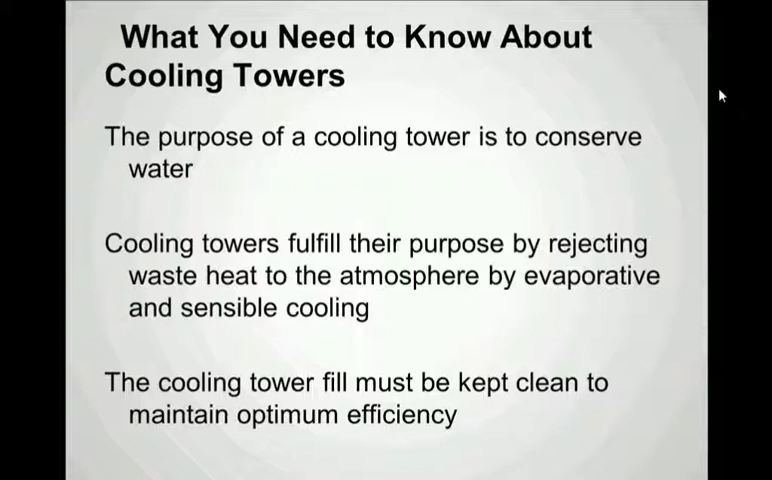 What You Need to Know About
Cooling Towers
The purpose of a cooling tower is to conserve
water
Cooling towers fulfill their purpose by rejecting
waste heat to the atmosphere by evaporative
and sensible cooling
The cooling tower fill must be kept clean to
maintain optimum efficiency